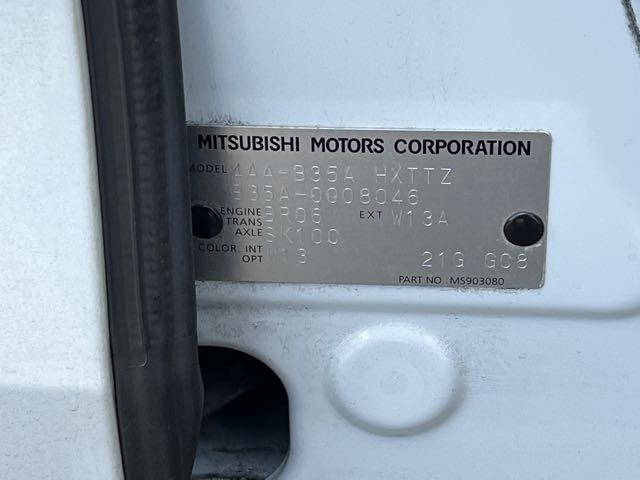 MITSUBISHI MOTORS CORPORATION
MODEL 4AA-B35A HXTTZ
B35A-0008046
ENGINE BR06 EXT W13A
TRANS
AXLE SK10C
COLOR. INT 13
OPT 21G GC8
PART NO. MS903080